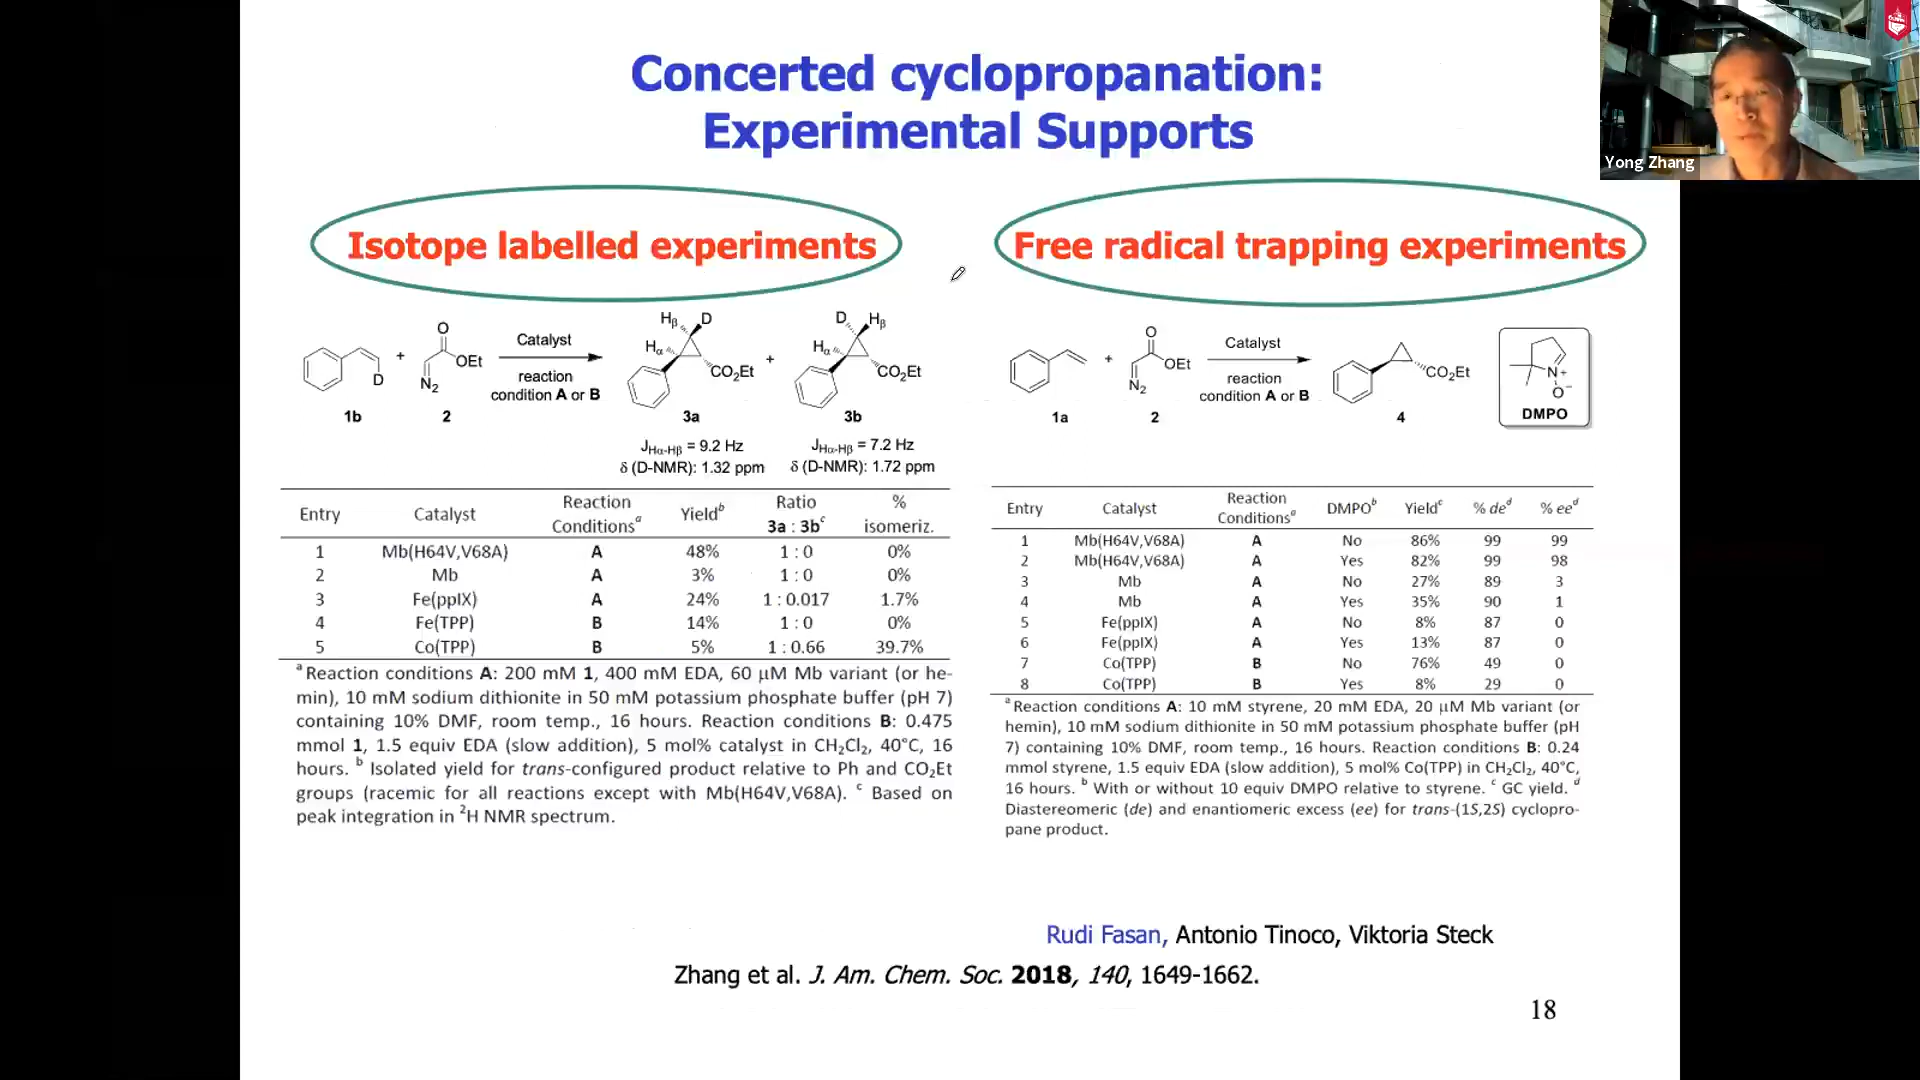 Concerted cyclopropanation:
Experimental Supports
Yong Zhang
Isotope labelled experiments
H_β D
H_α
CO₂Et
D H_β
H_α
CO₂Et
O
OEt
N₂
D
+
Catalyst
reaction
condition A or B
+
1b 2 3a 3b
J_Hα-Hβ = 9.2 Hz J_Hα-Hβ = 7.2 Hz
δ (D-NMR): 1.32 ppm δ (D-NMR): 1.72 ppm
Entry Catalyst Reaction Conditions^a Yield^b Ratio 3a : 3b^c % isomeriz.
1 Mb(H64V,V68A) A 48% 1 : 0 0%
2 Mb A 3% 1 : 0 0%
3 Fe(ppIX) A 24% 1 : 0.017 1.7%
4 Fe(TPP) B 14% 1 : 0 0%
5 Co(TPP) B 5% 1 : 0.66 39.7%
^a Reaction conditions A: 200 mM 1, 400 mM EDA, 60 μM Mb variant (or he-
min), 10 mM sodium dithionite in 50 mM potassium phosphate buffer (pH 7)
containing 10% DMF, room temp., 16 hours. Reaction conditions B: 0.475
mmol 1, 1.5 equiv EDA (slow addition), 5 mol% catalyst in CH₂Cl₂, 40°C, 16
hours. ^b Isolated yield for trans-configured product relative to Ph and CO₂Et
groups (racemic for all reactions except with Mb(H64V,V68A). ^c Based on
peak integration in ²H NMR spectrum.
Free radical trapping experiments
+
O
OEt
N₂
Catalyst
reaction
condition A or B
CO₂Et
N⁺
O⁻
DMPO
1a 2 4
Entry Catalyst Reaction Conditions^a DMPO^b Yield^c % de^d % ee^d
1 Mb(H64V,V68A) A No 86% 99 99
2 Mb(H64V,V68A) A Yes 82% 99 98
3 Mb A No 27% 89 3
4 Mb A Yes 35% 90 1
5 Fe(ppIX) A No 8% 87 0
6 Fe(ppIX) A Yes 13% 87 0
7 Co(TPP) B No 76% 49 0
8 Co(TPP) B Yes 8% 29 0
^a Reaction conditions A: 10 mM styrene, 20 mM EDA, 20 μM Mb variant (or
hemin), 10 mM sodium dithionite in 50 mM potassium phosphate buffer (pH
7) containing 10% DMF, room temp., 16 hours. Reaction conditions B: 0.24
mmol styrene, 1.5 equiv EDA (slow addition), 5 mol% Co(TPP) in CH₂Cl₂, 40°C,
16 hours. ^b With or without 10 equiv DMPO relative to styrene. ^c GC yield. ^d
Diastereomeric (de) and enantiomeric excess (ee) for trans-(1S,2S) cyclopro-
pane product.
Rudi Fasan, Antonio Tinoco, Viktoria Steck
Zhang et al. J. Am. Chem. Soc. 2018, 140, 1649-1662.
18